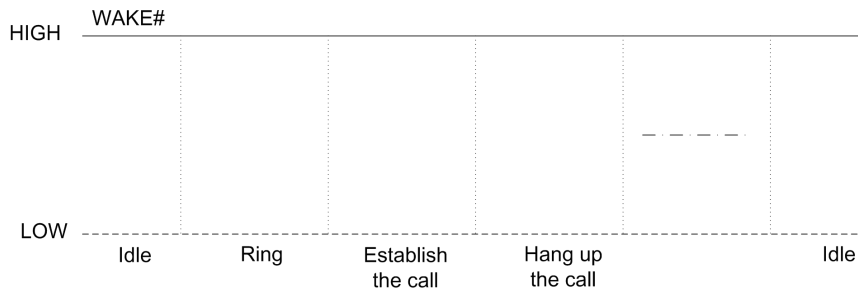 WAKE#
HIGH
LOW
Idle
Ring
Establish
the call
Hang up
the call
Idle